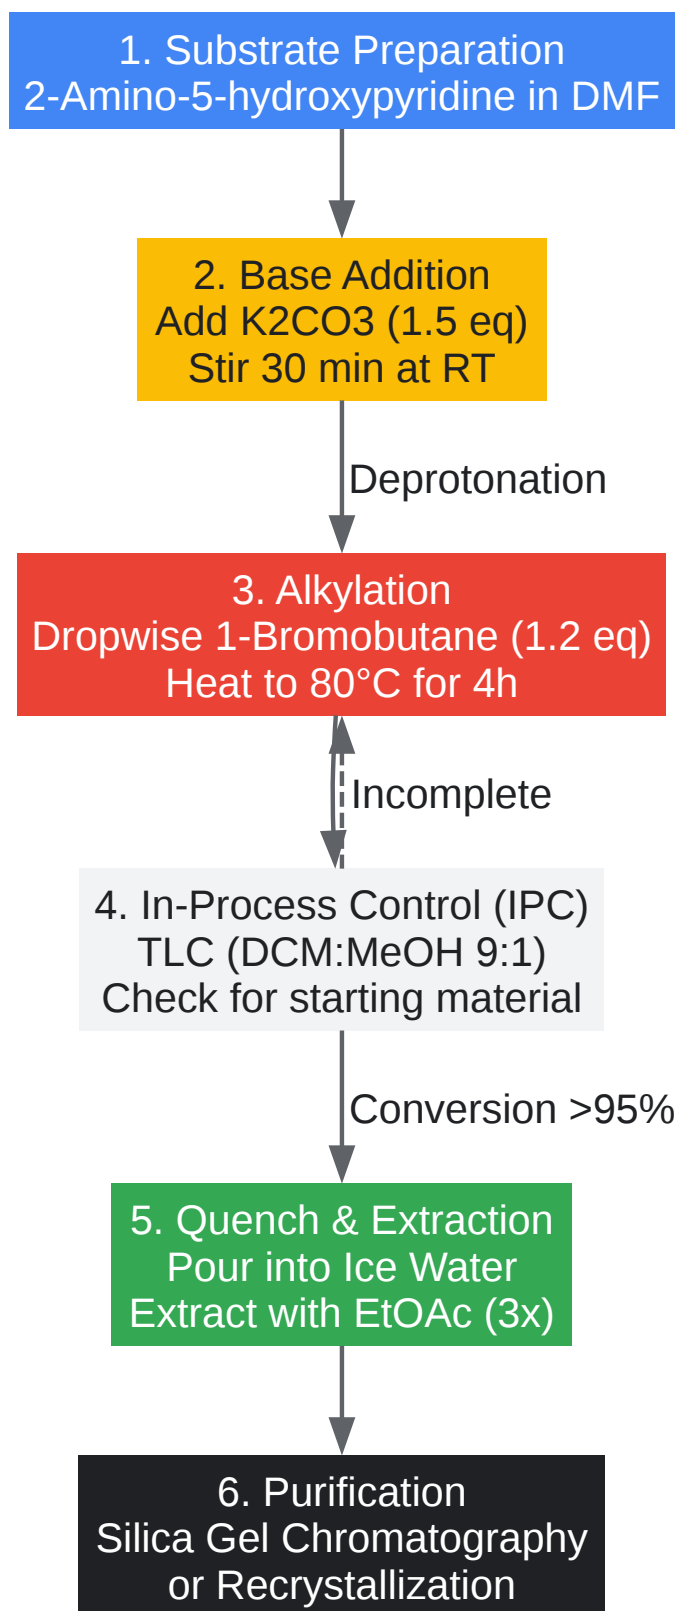 1. Substrate Preparation
2-Amino-5-hydroxypyridine in DMF
2. Base Addition
Add K2CO3 (1.5 eq)
Stir 30 min at RT
Deprotonation
3. Alkylation
Dropwise 1-Bromobutane (1.2 eq)
Heat to 80°C for 4h
Incomplete
4. In-Process Control (IPC)
TLC (DCM:MeOH 9:1)
Check for starting material
Conversion >95%
5. Quench & Extraction
Pour into Ice Water
Extract with EtOAc (3x)
6. Purification
Silica Gel Chromatography
or Recrystallization